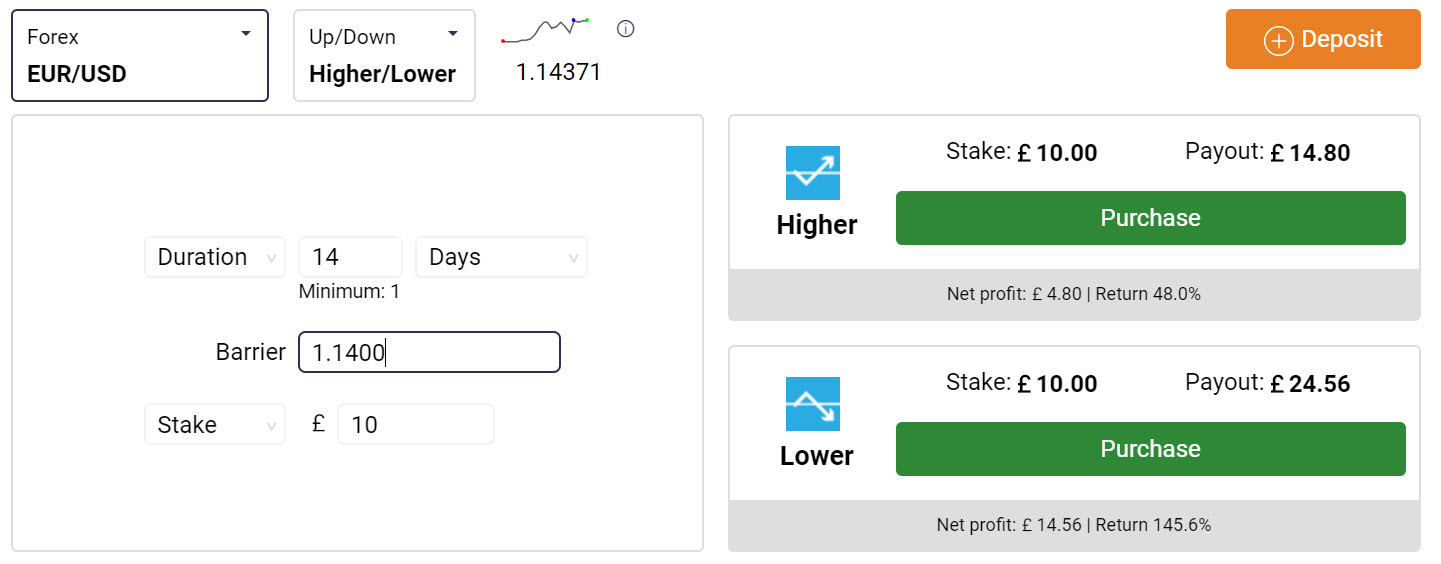 Forex
EUR/USD
Up/Down
Higher/Lower
1.14371
Deposit
Duration 14 Days
Minimum: 1
Barrier 1.1400
Stake £ 10
Higher
Stake: £ 10.00 Payout: £ 14.80
Purchase
Net profit: £ 4.80 | Return 48.0%
Lower
Stake: £ 10.00 Payout: £ 24.56
Purchase
Net profit: £ 14.56 | Return 145.6%